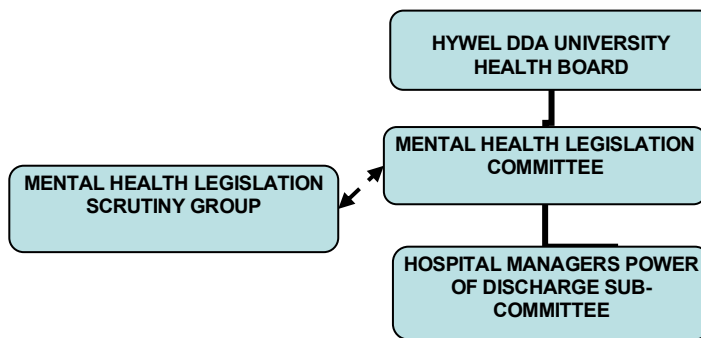 HYWEL DDA UNIVERSITY
HEALTH BOARD
MENTAL HEALTH LEGISLATION
COMMITTEE
MENTAL HEALTH LEGISLATION
SCRUTINY GROUP
HOSPITAL MANAGERS POWER
OF DISCHARGE SUB-
COMMITTEE